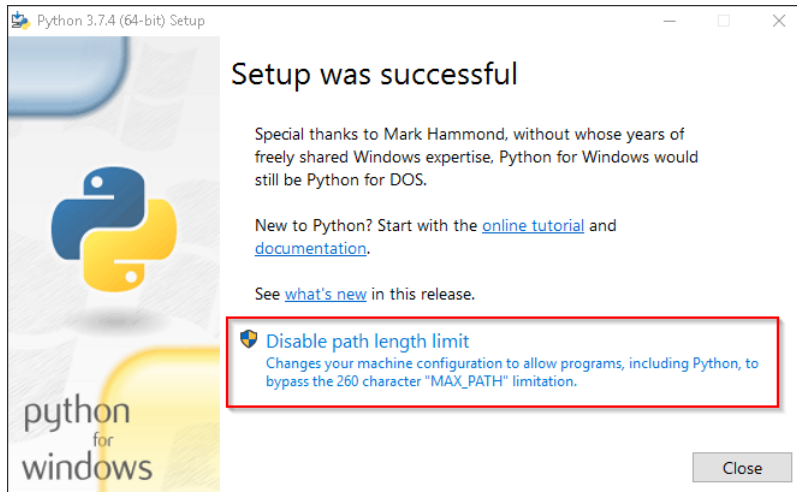 Python 3.7.4 (64-bit) Setup
Setup was successful
Special thanks to Mark Hammond, without whose years of
freely shared Windows expertise, Python for Windows would
still be Python for DOS.
New to Python? Start with the online tutorial and
documentation.
See what's new in this release.
Disable path length limit
Changes your machine configuration to allow programs, including Python, to
bypass the 260 character "MAX_PATH" limitation.
python
for
windows
Close